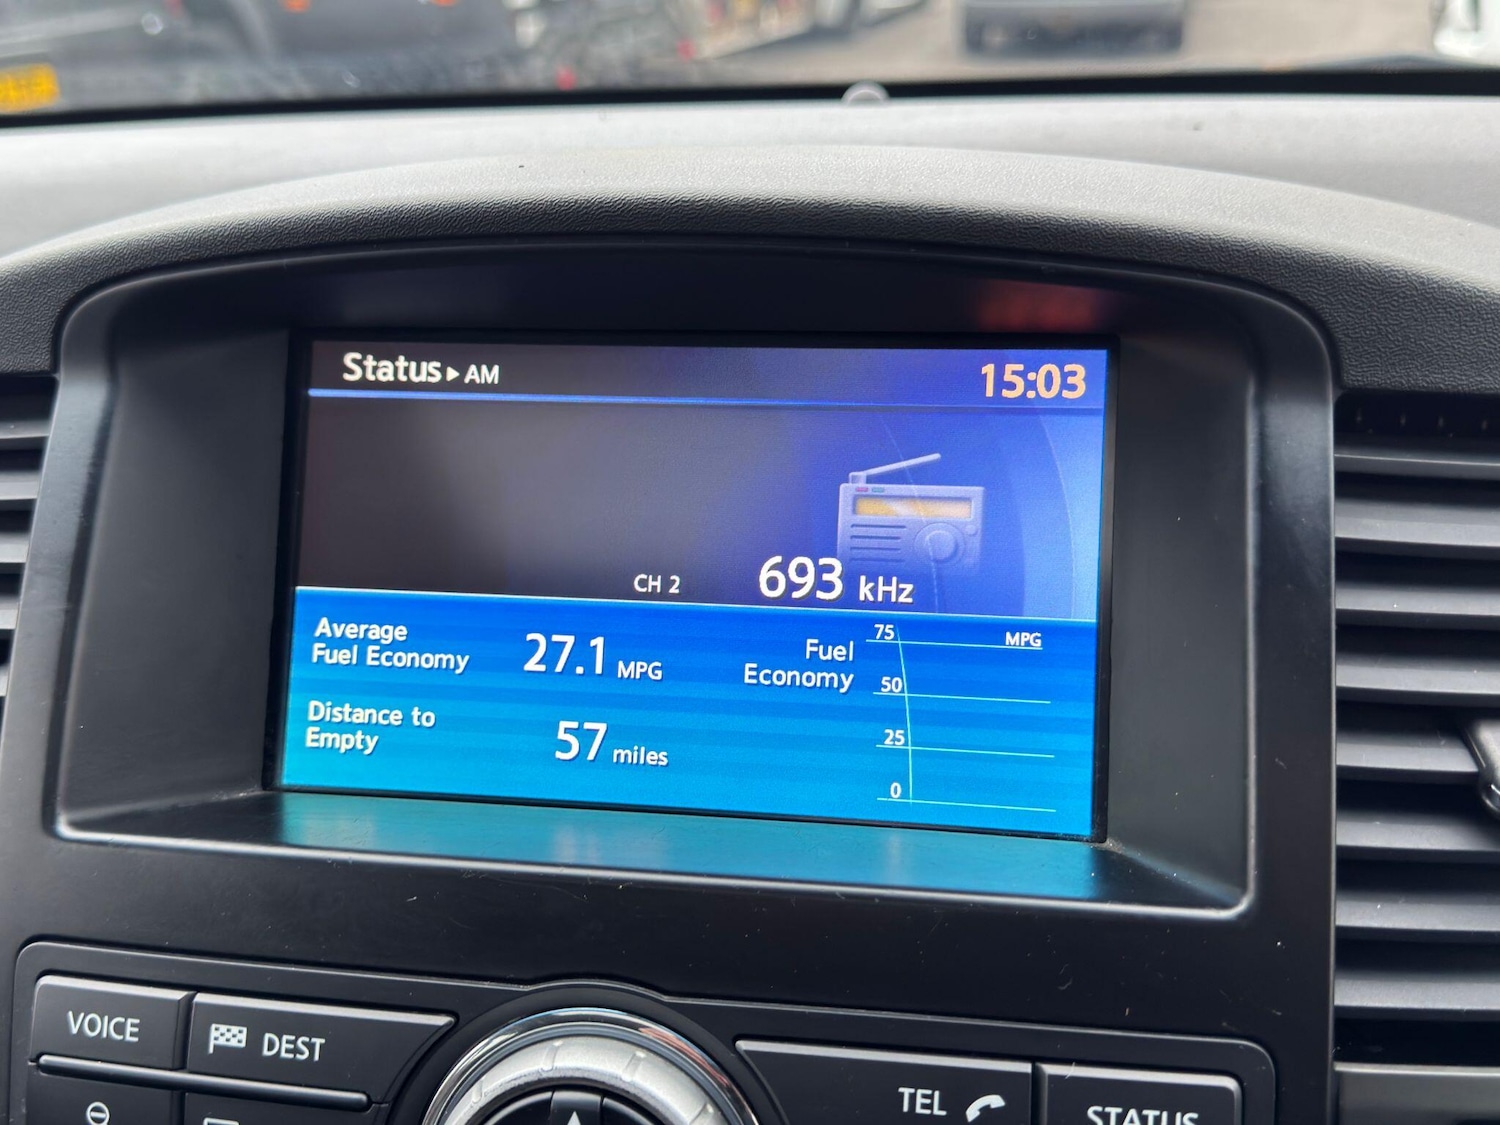 Status ▸ AM 15:03
CH 2 693 kHz
Average
Fuel Economy 27.1 MPG
Distance to
Empty 57 miles
Fuel
Economy
75 MPG
50
25
0
VOICE
DEST
TEL
STATUS